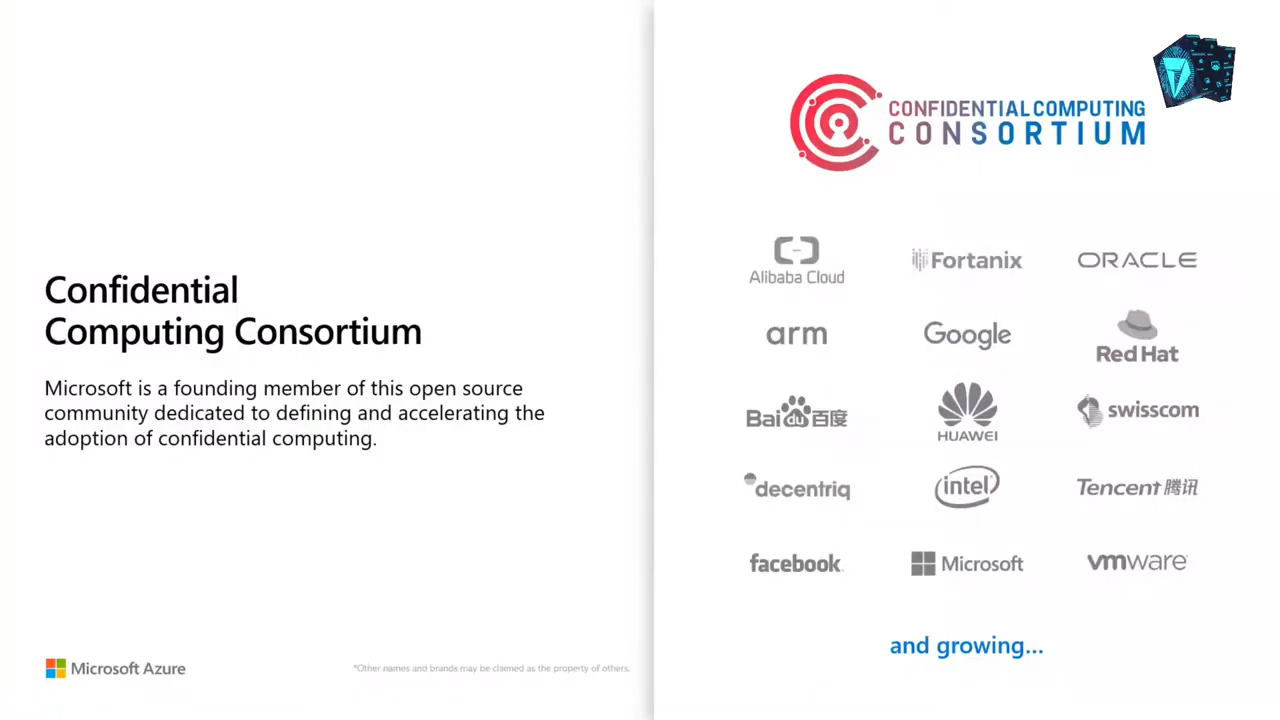 Confidential
Computing Consortium
Microsoft is a founding member of this open source
community dedicated to defining and accelerating the
adoption of confidential computing.
Microsoft Azure
*Other names and brands may be claimed as the property of others.
CONFIDENTIAL COMPUTING
CONSORTIUM
Alibaba Cloud
Fortanix
ORACLE
arm
Google
Red Hat
Bai du 百度
HUAWEI
swisscom
decentriq
intel
Tencent 腾讯
facebook
Microsoft
vmware
and growing...